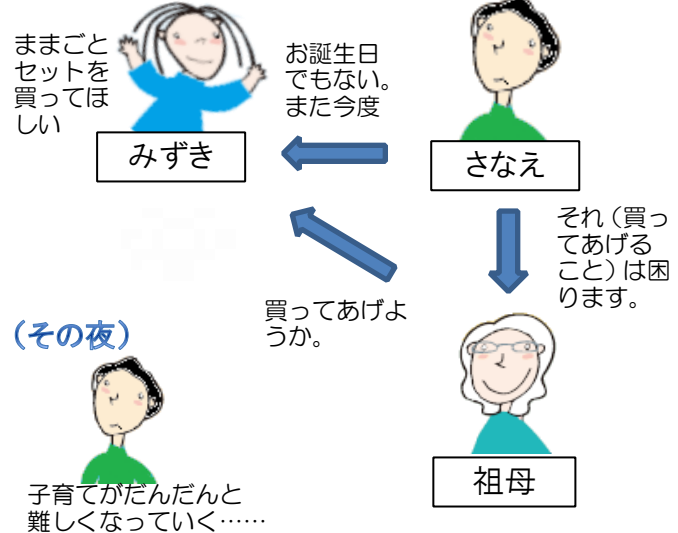 ままごと
セットを
買ってほ
しい
お誕生日
でもない。
また今度
みずき
さなえ
それ（買っ
てあげる
こと）は困
ります。
買ってあげよ
うか。
（その夜）
祖母
子育てがだんだんと
難しくなっていく……